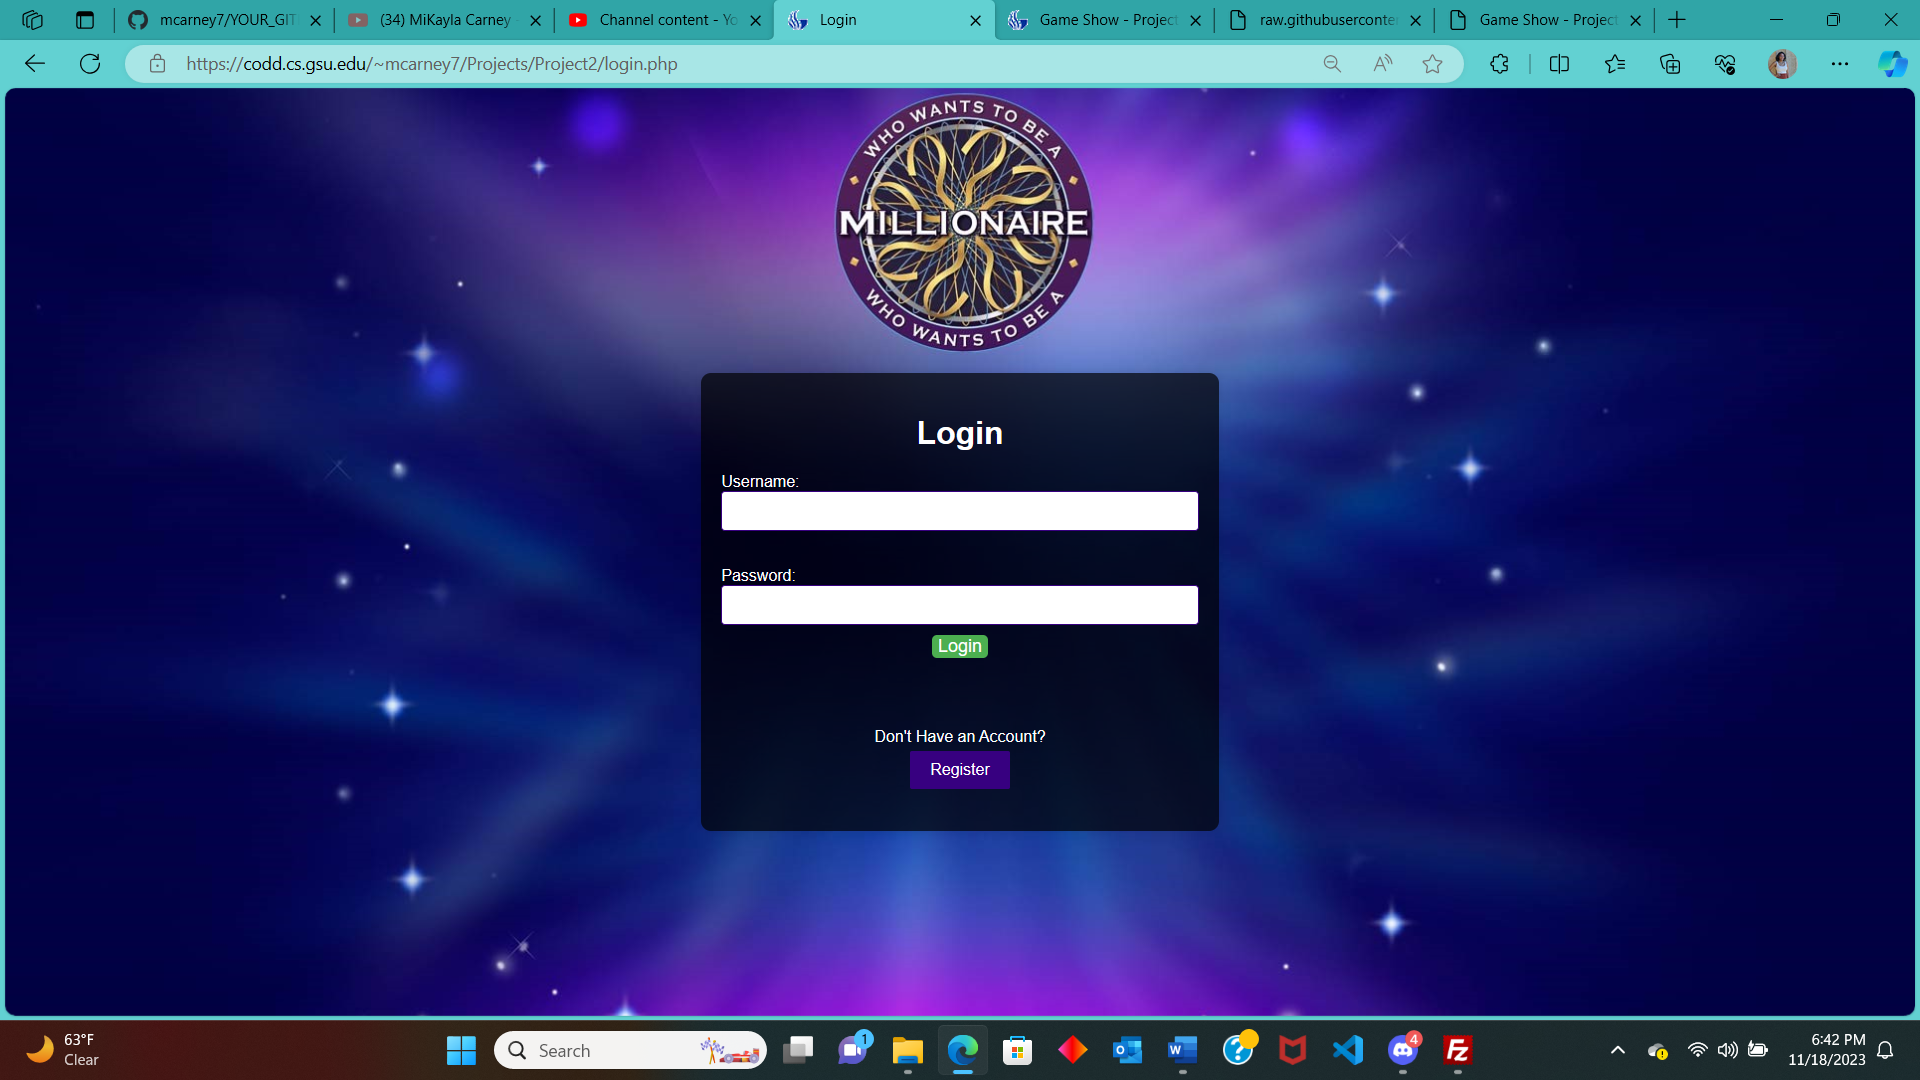 mcarney7/YOUR_GIT
(34) MiKayla Carney -
Channel content - Yo
Login
Game Show - Project
raw.githubuserconte
Game Show - Project
https://codd.cs.gsu.edu/~mcarney7/Projects/Project2/login.php
WHO WANTS TO BE A
MILLIONAIRE
WHO WANTS TO BE A
Login
Username:
Password:
Login
Don't Have an Account?
Register
63°F
Clear
Search
1
4
6:42 PM
11/18/2023